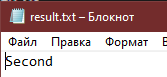 result.txt – Блокнот
Файл Правка Формат
Second